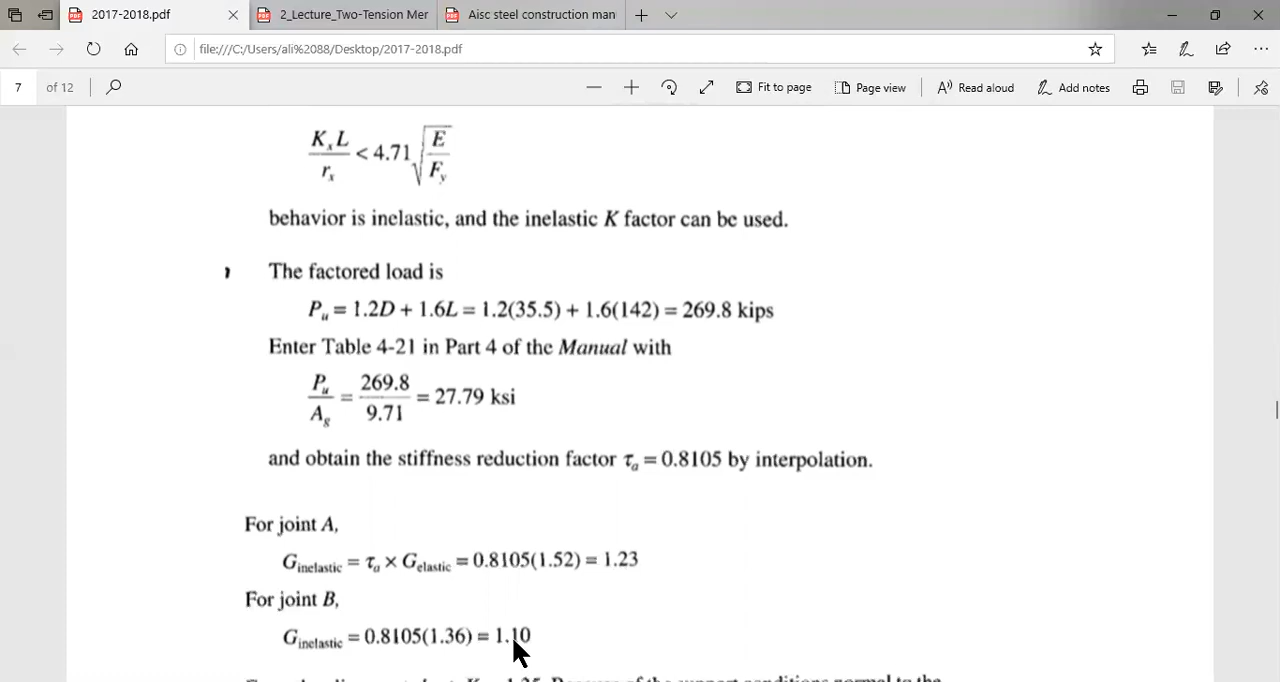 2017-2018.pdf
2_Lecture_Two-Tension Mer
Aisc steel construction man
file:///C:/Users/ali%2088/Desktop/2017-2018.pdf
7 of 12
Fit to page
Page view
Read aloud
Add notes
KₓL / rₓ < 4.71 √(E / Fᵧ)
behavior is inelastic, and the inelastic K factor can be used.
The factored load is
Pᵤ = 1.2D + 1.6L = 1.2(35.5) + 1.6(142) = 269.8 kips
Enter Table 4-21 in Part 4 of the Manual with
Pᵤ / A_g = 269.8 / 9.71 = 27.79 ksi
and obtain the stiffness reduction factor τₐ = 0.8105 by interpolation.
For joint A,
G_inelastic = τₐ × G_elastic = 0.8105(1.52) = 1.23
For joint B,
G_inelastic = 0.8105(1.36) = 1.10